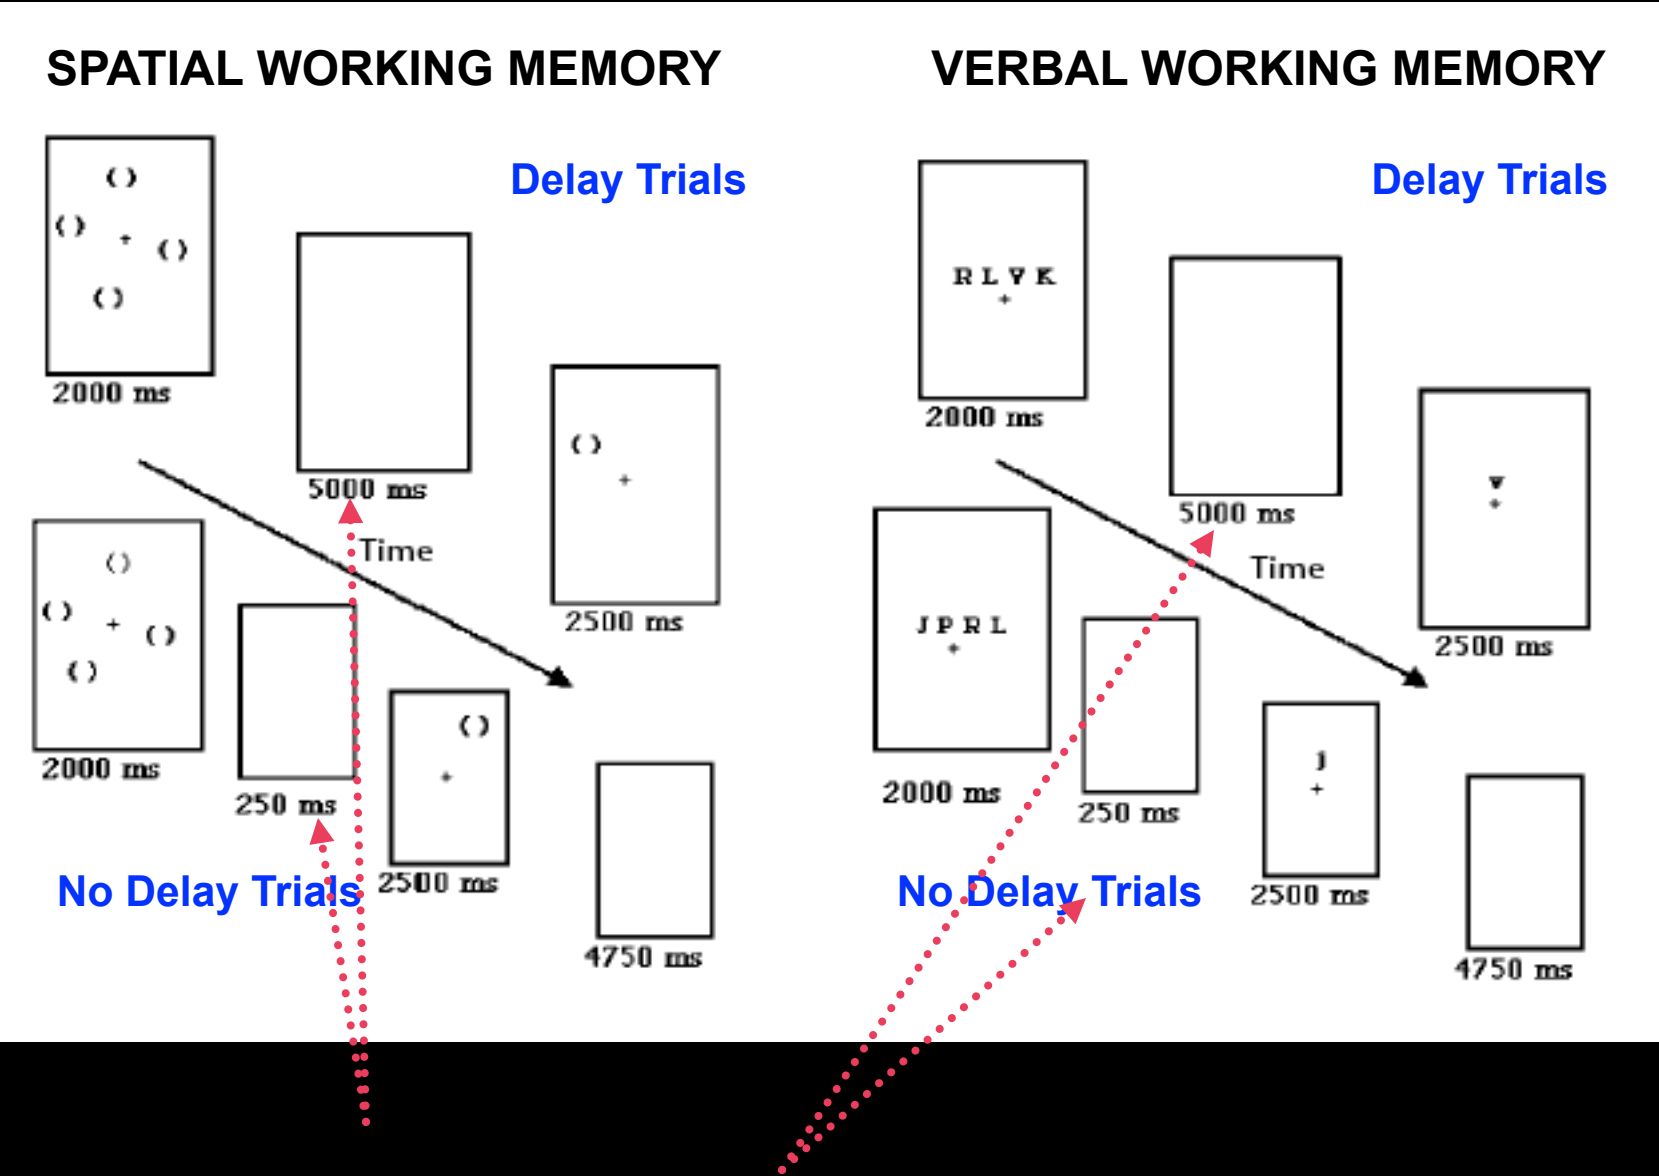 SPATIAL WORKING MEMORY
VERBAL WORKING MEMORY
Delay Trials
( )
( )
+
( )
( )
2000 ms
5000 ms
( )
+
2500 ms
Time
( )
( )
+
( )
( )
2000 ms
250 ms
( )
+
2500 ms
4750 ms
No Delay Trials
Delay Trials
R L V K
+
2000 ms
5000 ms
v
+
2500 ms
Time
J P R L
+
2000 ms
250 ms
j
+
2500 ms
4750 ms
No Delay Trials